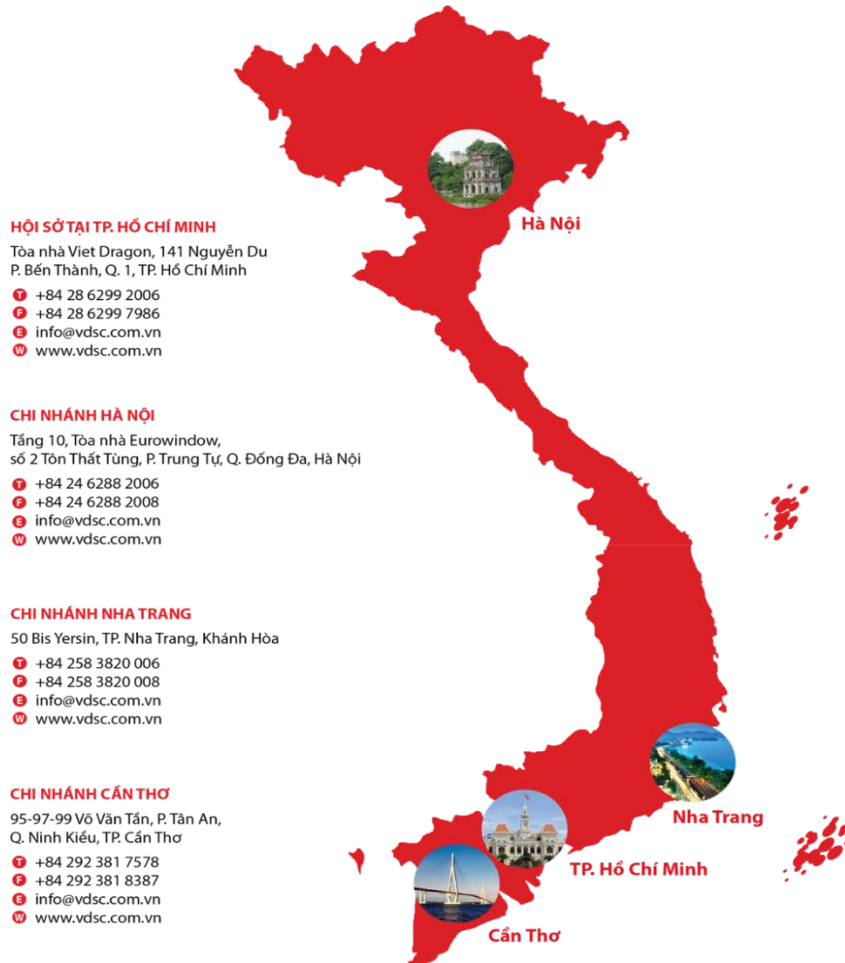 HỘI SỞ TẠI TP. HỒ CHÍ MINH
Tòa nhà Viet Dragon, 141 Nguyễn Du
P. Bến Thành, Q. 1, TP. Hồ Chí Minh
T +84 28 6299 2006
F +84 28 6299 7986
E info@vdsc.com.vn
W www.vdsc.com.vn
CHI NHÁNH HÀ NỘI
Tầng 10, Tòa nhà Eurowindow,
số 2 Tôn Thất Tùng, P. Trung Tự, Q. Đống Đa, Hà Nội
T +84 24 6288 2006
F +84 24 6288 2008
E info@vdsc.com.vn
W www.vdsc.com.vn
CHI NHÁNH NHA TRANG
50 Bis Yersin, TP. Nha Trang, Khánh Hòa
T +84 258 3820 006
F +84 258 3820 008
E info@vdsc.com.vn
W www.vdsc.com.vn
CHI NHÁNH CẦN THƠ
95-97-99 Võ Văn Tần, P. Tân An,
Q. Ninh Kiều, TP. Cần Thơ
T +84 292 381 7578
F +84 292 381 8387
E info@vdsc.com.vn
W www.vdsc.com.vn
Hà Nội
Nha Trang
TP. Hồ Chí Minh
Cần Thơ